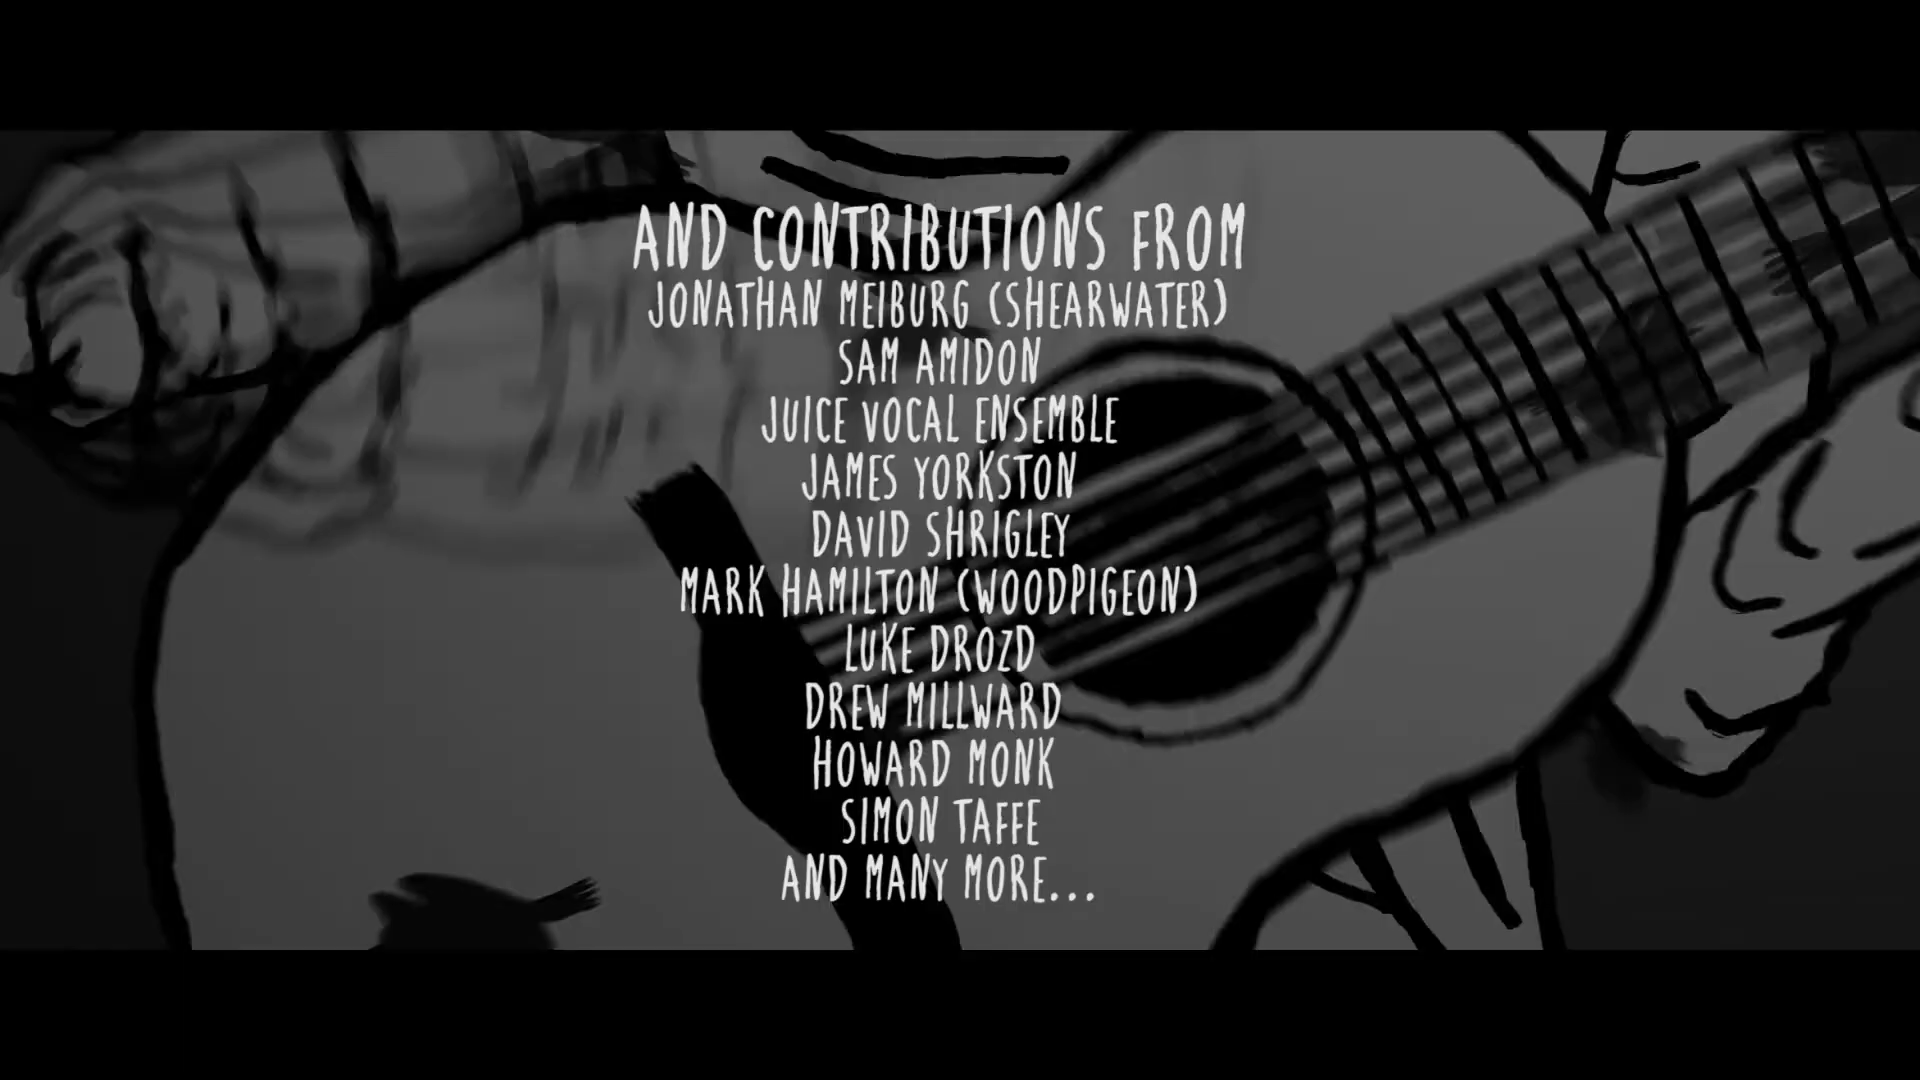 AND CONTRIBUTIONS FROM
JONATHAN MEIBURG (SHEARWATER)
SAM AMIDON
JUICE VOCAL ENSEMBLE
JAMES YORKSTON
DAVID SHRIGLEY
MARK HAMILTON (WOODPIGEON)
LUKE DROZD
DREW MILLWARD
HOWARD MONK
SIMON TAFFE
AND MANY MORE...